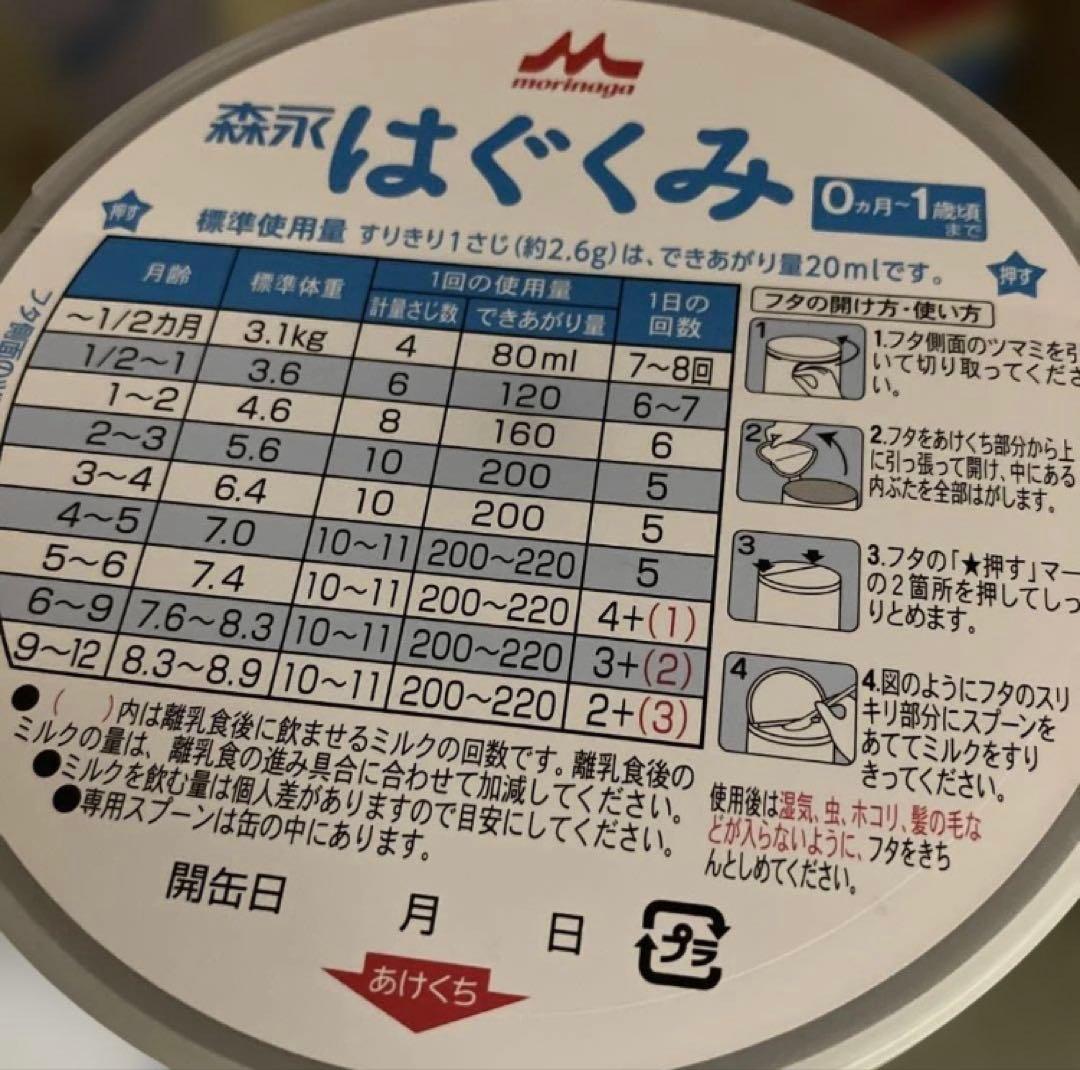 morinaga
森永はぐくみ
0ヵ月～1歳頃まで
押す
標準使用量 すりきり1さじ(約2.6g)は、できあがり量20mlです。
押す
月齢 標準体重 1回の使用量 1日の回数
計量さじ数 できあがり量
～1/2カ月 3.1kg 4 80ml 7～8回
1/2～1 3.6 6 120 6～7
1～2 4.6 8 160 6
2～3 5.6 10 200 5
3～4 6.4 10 200 5
4～5 7.0 10～11 200～220 5
5～6 7.4 10～11 200～220 4+(1)
6～9 7.6～8.3 10～11 200～220 3+(2)
9～12 8.3～8.9 10～11 200～220 2+(3)
●( )内は離乳食後に飲ませるミルクの回数です。離乳食後の
ミルクの量は、離乳食の進み具合に合わせて加減してください。
●ミルクを飲む量は個人差がありますので目安にしてください。
●専用スプーンは缶の中にあります。
フタの開け方・使い方
1
1.フタ側面のツマミを引
いて切り取ってくださ
い。
2
2.フタをあけくち部分から上
に引っ張って開け、中にある
内ぶたを全部はがします。
3
3.フタの「★押す」マー
の2箇所を押してしっ
りとめます。
4
4.図のようにフタのスリ
キリ部分にスプーンを
あててミルクをすり
きってください。
使用後は湿気、虫、ホコリ、髪の毛な
どが入らないように、フタをきち
んとしめてください。
開缶日 月 日
プラ
あけくち
フタ側面の